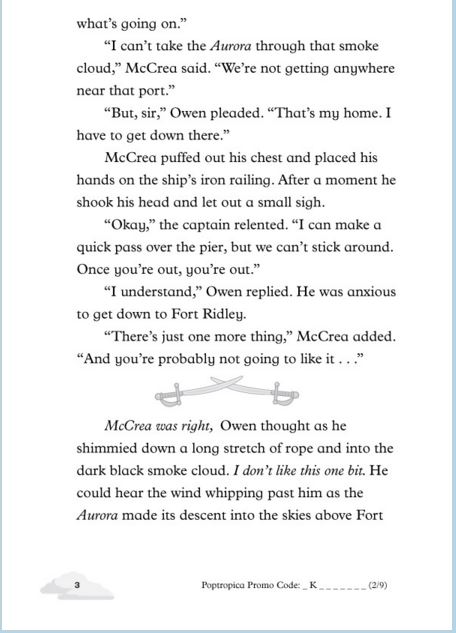 what's going on.”
“I can't take the Aurora through that smoke
cloud,” McCrea said. “We're not getting anywhere
near that port.”
“But, sir,” Owen pleaded. “That's my home. I
have to get down there.”
McCrea puffed out his chest and placed his
hands on the ship's iron railing. After a moment he
shook his head and let out a small sigh.
“Okay,” the captain relented. “I can make a
quick pass over the pier, but we can't stick around.
Once you're out, you're out.”
“I understand,” Owen replied. He was anxious
to get down to Fort Ridley.
“There's just one more thing,” McCrea added.
“And you're probably not going to like it . . .”
McCrea was right, Owen thought as he
shimmied down a long stretch of rope and into the
dark black smoke cloud. I don't like this one bit. He
could hear the wind whipping past him as the
Aurora made its descent into the skies above Fort
3
Poptropica Promo Code: _ K _ _ _ _ _ _ _ (2/9)